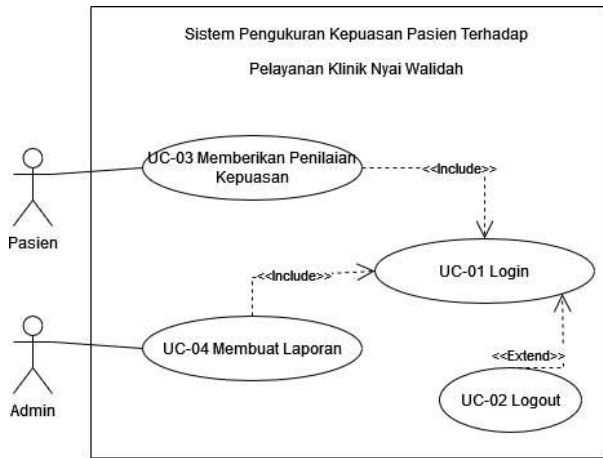 Sistem Pengukuran Kepuasan Pasien Terhadap
Pelayanan Klinik Nyai Walidah
UC-03 Memberikan Penilaian
Kepuasan
<<Include>>
Pasien
UC-01 Login
<<Include>>
UC-04 Membuat Laporan
<<Extend>>
UC-02 Logout
Admin